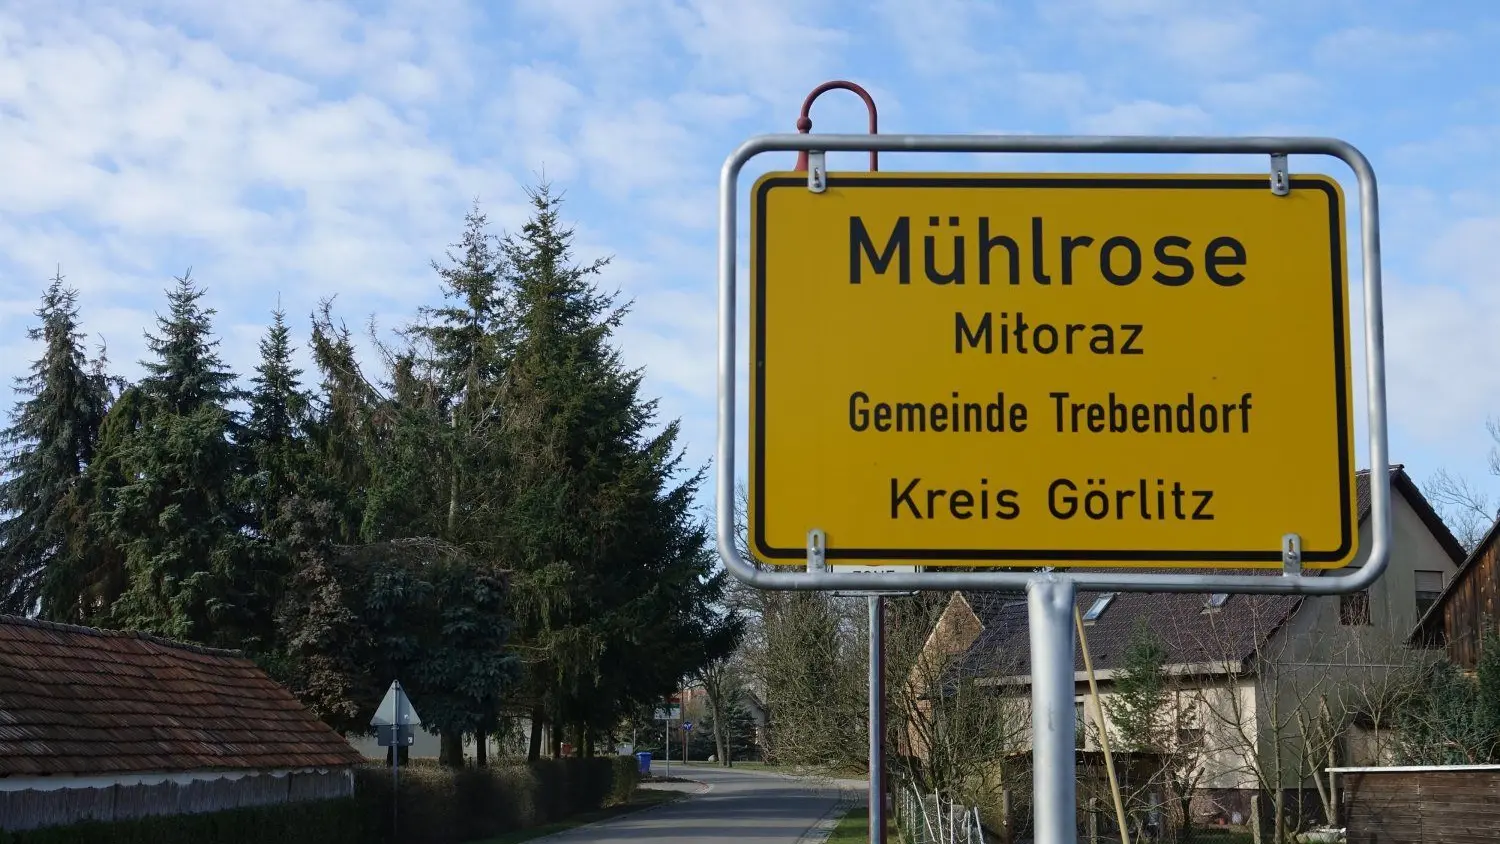 Mühlrose
Miłoraz
Gemeinde Trebendorf
Kreis Görlitz